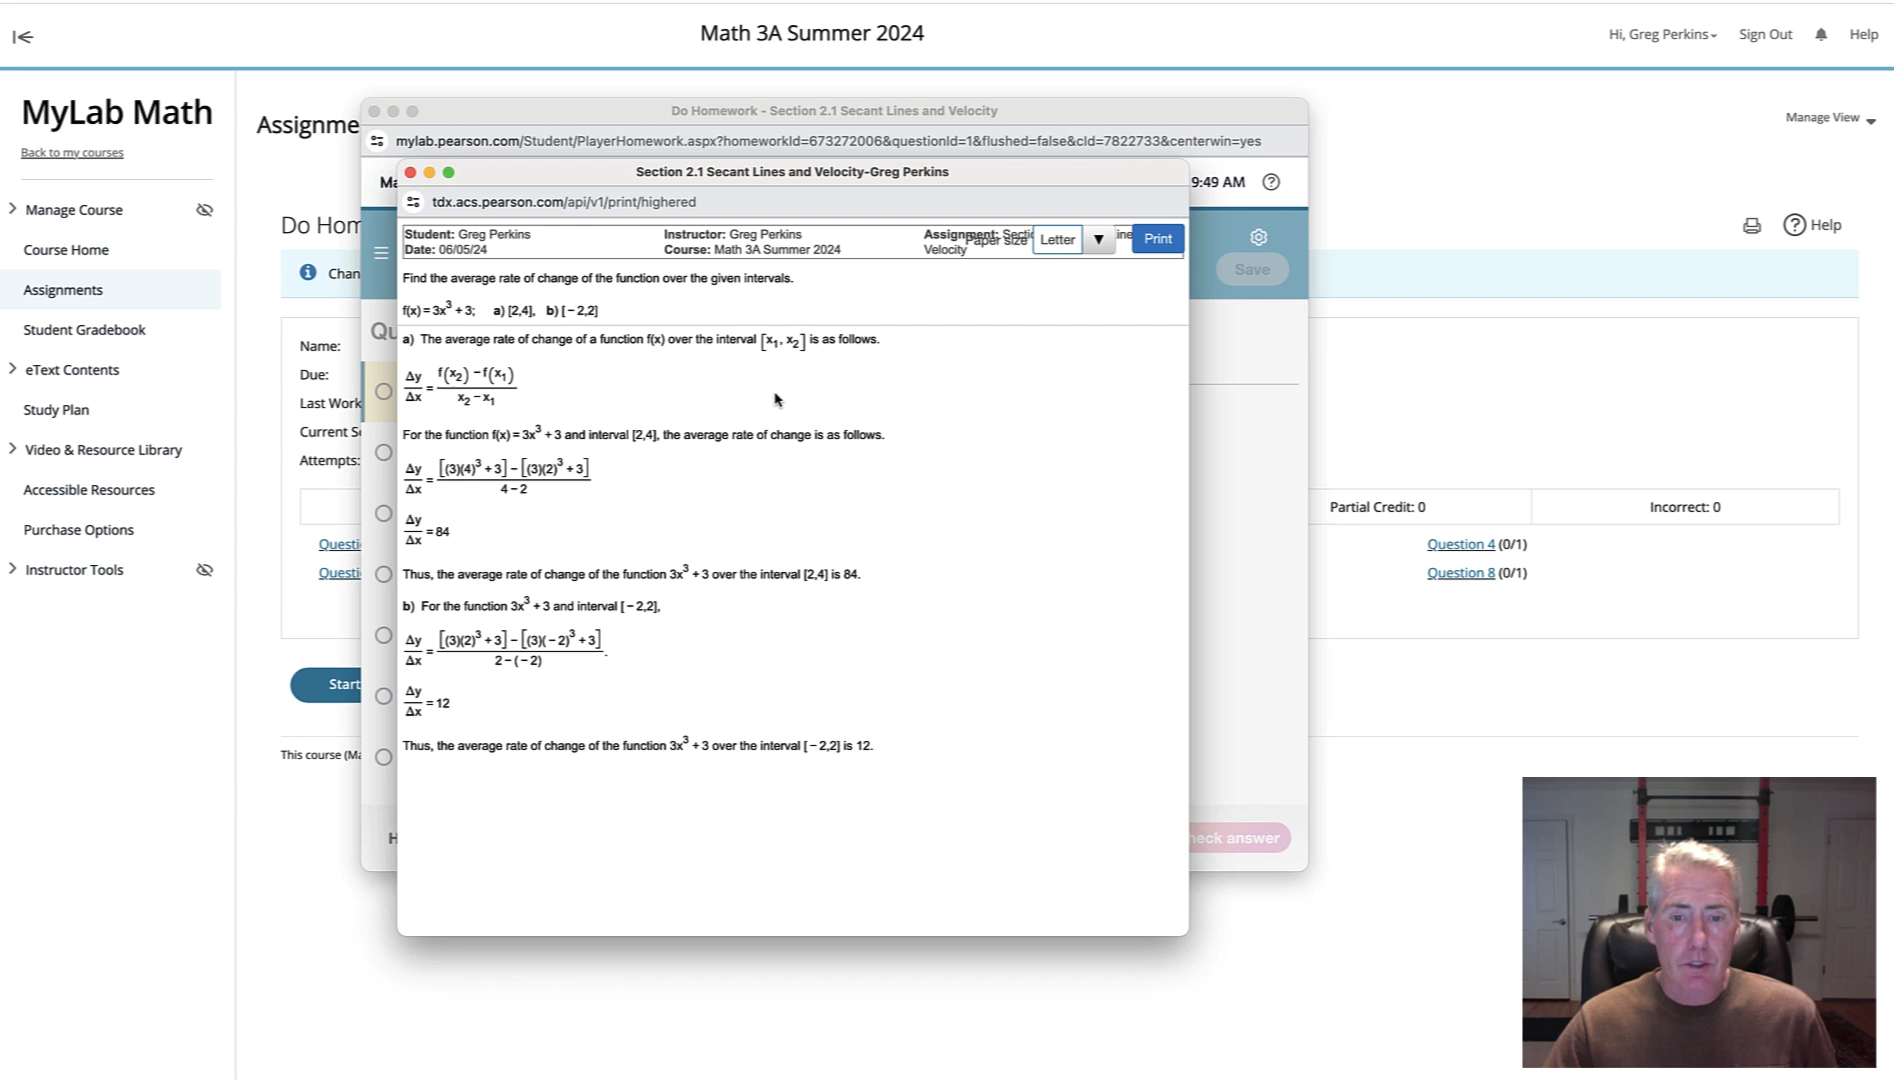 Math 3A Summer 2024
Hi, Greg Perkins
Sign Out
Help
MyLab Math
Back to my courses
Manage Course
Course Home
Assignments
Student Gradebook
eText Contents
Study Plan
Video & Resource Library
Accessible Resources
Purchase Options
Instructor Tools
Assignme
Manage View
Do Hom
Help
Chan
Name:
Due:
Last Work
Current S
Attempts:
Partial Credit: 0
Incorrect: 0
Questi
Question 4 (0/1)
Questi
Question 8 (0/1)
Start
This course (Ma
Do Homework - Section 2.1 Secant Lines and Velocity
mylab.pearson.com/Student/PlayerHomework.aspx?homeworkId=673272006&questionId=1&flushed=false&cId=7822733&centerwin=yes
Ma
9:49 AM
Save
Qu
H
heck answer
Section 2.1 Secant Lines and Velocity-Greg Perkins
tdx.acs.pearson.com/api/v1/print/highered
Student: Greg Perkins
Date: 06/05/24
Instructor: Greg Perkins
Course: Math 3A Summer 2024
Assignment: Secti
Velocity
Paper size
Letter
ine
Print
Find the average rate of change of the function over the given intervals.
f(x) = 3x³ + 3; a) [2,4], b) [ − 2,2]
a) The average rate of change of a function f(x) over the interval [x₁, x₂] is as follows.
Δy/Δx = (f(x₂) − f(x₁))/(x₂ − x₁)
For the function f(x) = 3x³ + 3 and interval [2,4], the average rate of change is as follows.
Δy/Δx = ([(3)(4)³ + 3] − [(3)(2)³ + 3])/(4 − 2)
Δy/Δx = 84
Thus, the average rate of change of the function 3x³ + 3 over the interval [2,4] is 84.
b) For the function 3x³ + 3 and interval [ − 2,2],
Δy/Δx = ([(3)(2)³ + 3] − [(3)( − 2)³ + 3])/(2 − ( − 2)).
Δy/Δx = 12
Thus, the average rate of change of the function 3x³ + 3 over the interval [ − 2,2] is 12.